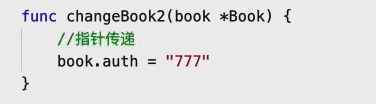 func changeBook2(book *Book) {
    //指针传递
    book.auth = "777"
}